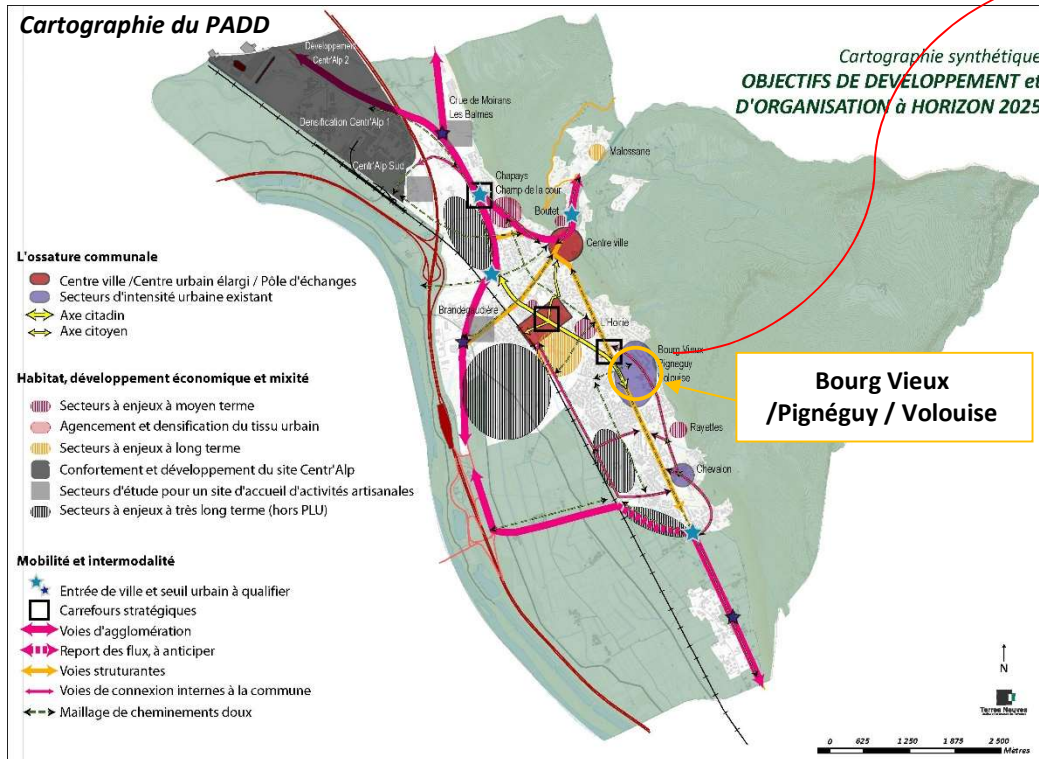 Cartographie du PADD
Cartographie synthétique
OBJECTIFS DE DEVELOPPEMENT et
D'ORGANISATION à HORIZON 2025
Développement
Centr'Alp 2
Densification Centr'Alp 1
Centr'Alp Sud
Crue de Moirans
Les Balmes
Chapays
Champ de la cour
Malossane
Boutet
Centre ville
Brandegaudière
L'Hoirie
Bourg Vieux
Pigneguy
Volouise
Rayettes
Chevalon
Bourg Vieux
/Pignéguy / Volouise
L'ossature communale
Centre ville /Centre urbain élargi / Pôle d'échanges
Secteurs d'intensité urbaine existant
Axe citadin
Axe citoyen
Habitat, développement économique et mixité
Secteurs à enjeux à moyen terme
Agencement et densification du tissu urbain
Secteurs à enjeux à long terme
Confortement et développement du site Centr'Alp
Secteurs d'étude pour un site d'accueil d'activités artisanales
Secteurs à enjeux à très long terme (hors PLU)
Mobilité et intermodalité
Entrée de ville et seuil urbain à qualifier
Carrefours stratégiques
Voies d'agglomération
Report des flux, à anticiper
Voies struturantes
Voies de connexion internes à la commune
Maillage de cheminements doux
N
Terres Neuves
0 625 1 250 1 875 2 500
Mètres